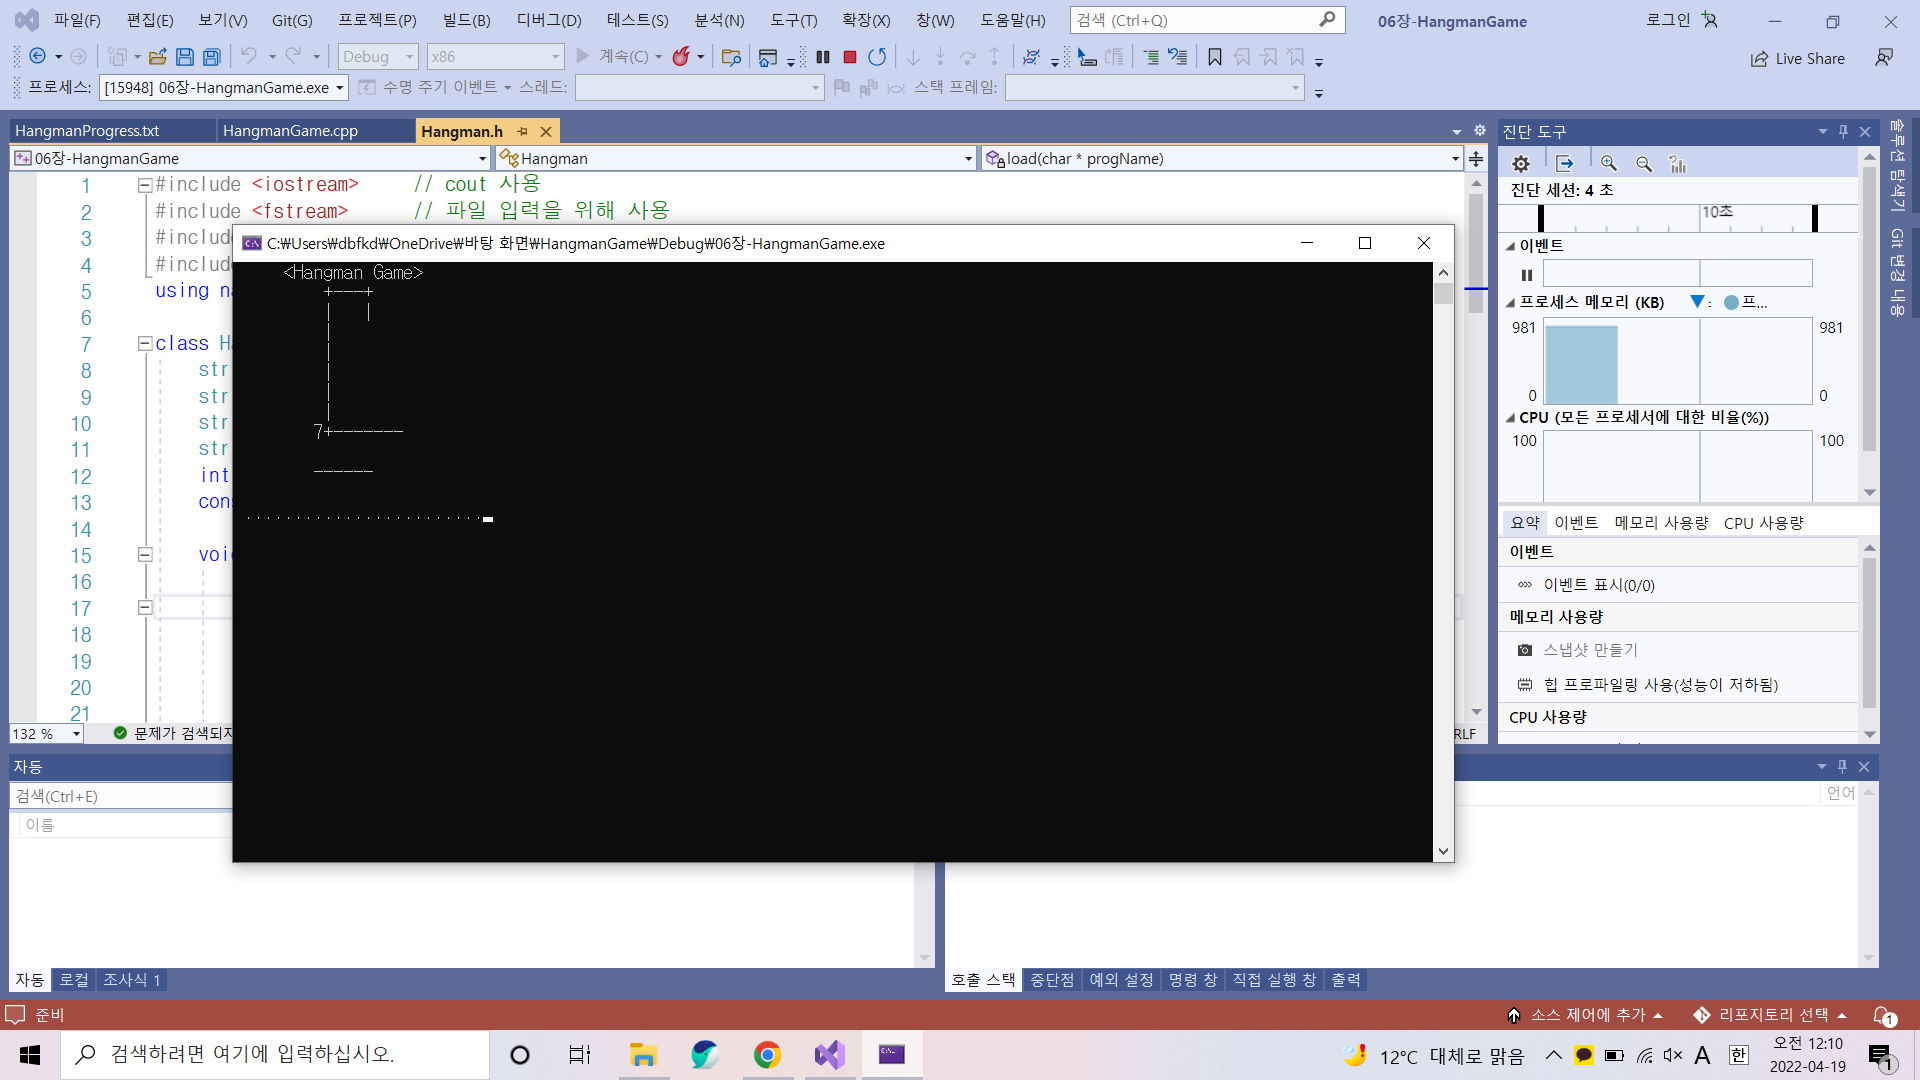 파일(F) 편집(E) 보기(V) Git(G) 프로젝트(P) 빌드(B) 디버그(D) 테스트(S) 분석(N) 도구(T) 확장(X) 창(W) 도움말(H) 검색 (Ctrl+Q) 06장-HangmanGame 로그인
Debug x86 계속(C) Live Share
프로세스: [15948] 06장-HangmanGame.exe 수명 주기 이벤트 스레드: 스택 프레임:
HangmanProgress.txt HangmanGame.cpp Hangman.h
06장-HangmanGame Hangman load(char * progName)
1 #include <iostream> // cout 사용
2 #include <fstream> // 파일 입력을 위해 사용
3 #includ
4 #includ
5 using n
6
7 class H
8 str
9 str
10 str
11 str
12 int
13 con
14
15 voi
16
17
18
19
20
21
C:\Users\dbfkd\OneDrive\바탕 화면\HangmanGame\Debug\06장-HangmanGame.exe
<Hangman Game>
+---+
|   |
|
|
|
|
|
7+-------
______
........................
132 % 문제가 검색되지 RLF
진단 도구
진단 세션: 4 초
10초
이벤트
프로세스 메모리 (KB) 프...
981 981
0 0
CPU (모든 프로세서에 대한 비율(%))
100 100
요약 이벤트 메모리 사용량 CPU 사용량
이벤트
이벤트 표시(0/0)
메모리 사용량
스냅샷 만들기
힙 프로파일링 사용(성능이 저하됨)
CPU 사용량
솔루션 탐색기
Git 변경 내용
자동
검색(Ctrl+E)
이름
언어
자동 로컬 조사식 1
호출 스택 중단점 예외 설정 명령 창 직접 실행 창 출력
준비 소스 제어에 추가 리포지토리 선택 1
검색하려면 여기에 입력하십시오. 12°C 대체로 맑음 A 한 오전 12:10
2022-04-19 1